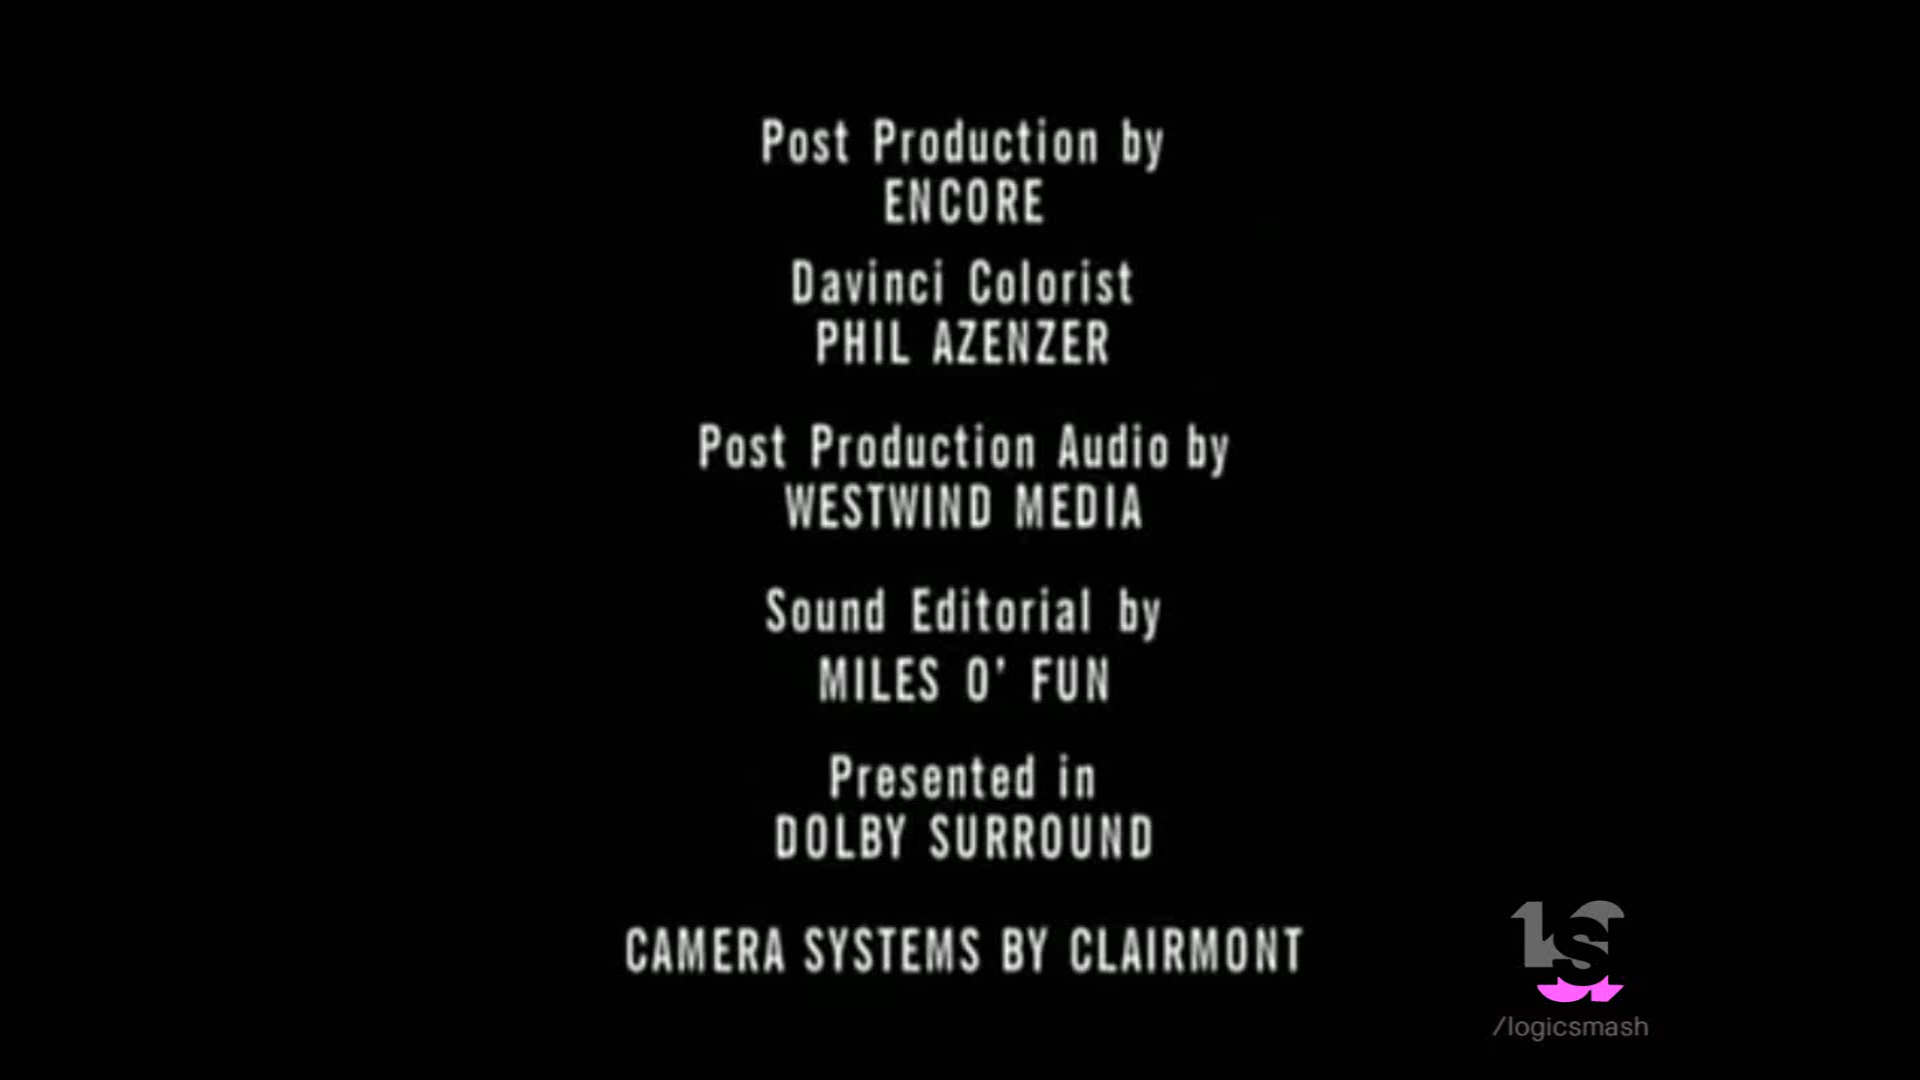 Post Production by
ENCORE
Davinci Colorist
PHIL AZENZER
Post Production Audio by
WESTWIND MEDIA
Sound Editorial by
MILES O' FUN
Presented in
DOLBY SURROUND
CAMERA SYSTEMS BY CLAIRMONT
LS
/logicsmash